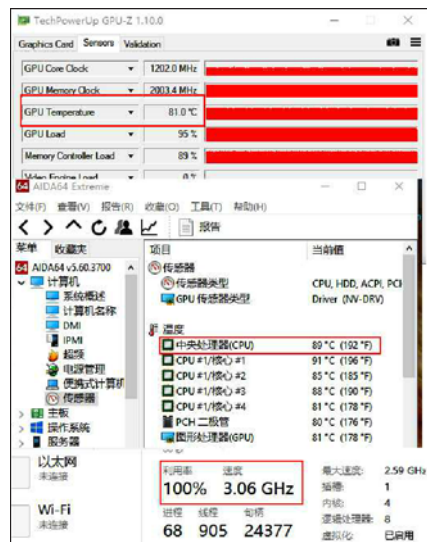 TechPowerUp GPU-Z 1.10.0
Graphics Card Sensors Validation
GPU Core Clock 1202.0 MHz
GPU Memory Clock 2003.4 MHz
GPU Temperature 81.0 °C
GPU Load 95 %
Memory Controller Load 89 %
Video Engine Load 0 %
64 AIDA64 Extreme
文件(F) 查看(V) 报告(R) 收藏(O) 工具(T) 帮助(H)
报告
菜单 收藏夹
项目 当前值
64 AIDA64 v5.60.3700
计算机
系统概述
计算机名称
DMI
IPMI
超频
电源管理
便携式计算机
传感器
主板
操作系统
服务器
传感器
传感器类型 CPU, HDD, ACPI, PCH
GPU 传感器类型 Driver (NV-DRV)
温度
中央处理器(CPU) 89 °C (192 °F)
CPU #1/核心 #1 91 °C (196 °F)
CPU #1/核心 #2 85 °C (185 °F)
CPU #1/核心 #3 88 °C (190 °F)
CPU #1/核心 #4 81 °C (178 °F)
PCH 二极管 80 °C (176 °F)
图形处理器(GPU) 81 °C (178 °F)
以太网
未连接
Wi-Fi
未连接
利用率 速度
100% 3.06 GHz
进程 线程 句柄
68 905 24377
最大速度: 2.59 GHz
插槽: 1
内核: 4
逻辑处理器: 8
虚拟化: 已启用